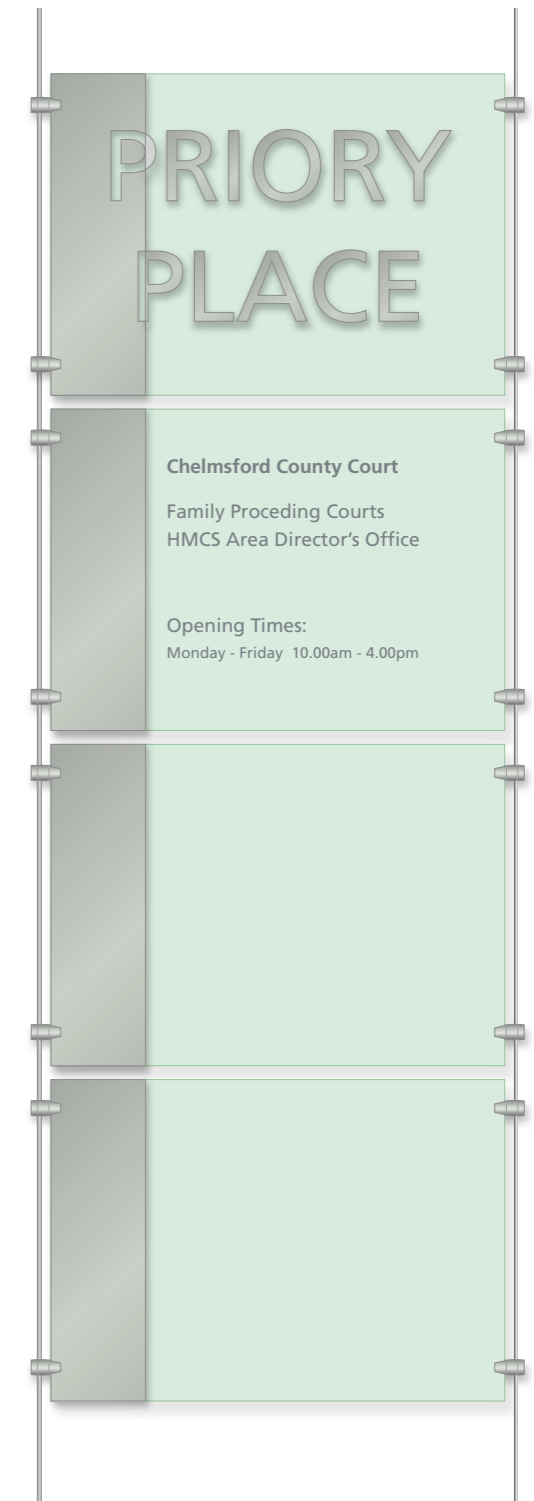 PRIORY
PLACE
Chelmsford County Court
Family Proceding Courts
HMCS Area Director’s Office
Opening Times:
Monday - Friday  10.00am - 4.00pm